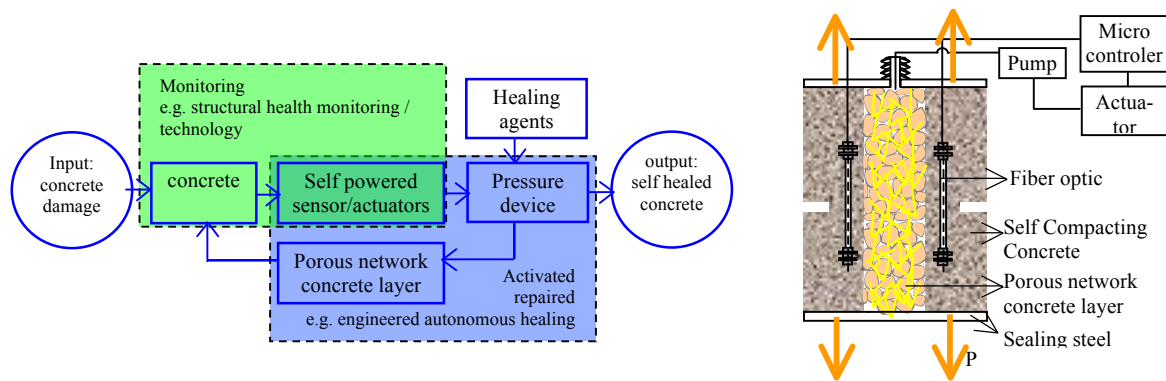 Monitoring
e.g. structural health monitoring /
technology
Healing
agents
Input:
concrete
damage
concrete
Self powered
sensor/actuators
Pressure
device
output:
self healed
concrete
Porous network
concrete layer
Activated
repaired
e.g. engineered autonomous healing
Micro
controler
Pump
Actua-
tor
Fiber optic
Self Compacting
Concrete
Porous network
concrete layer
Sealing steel
P